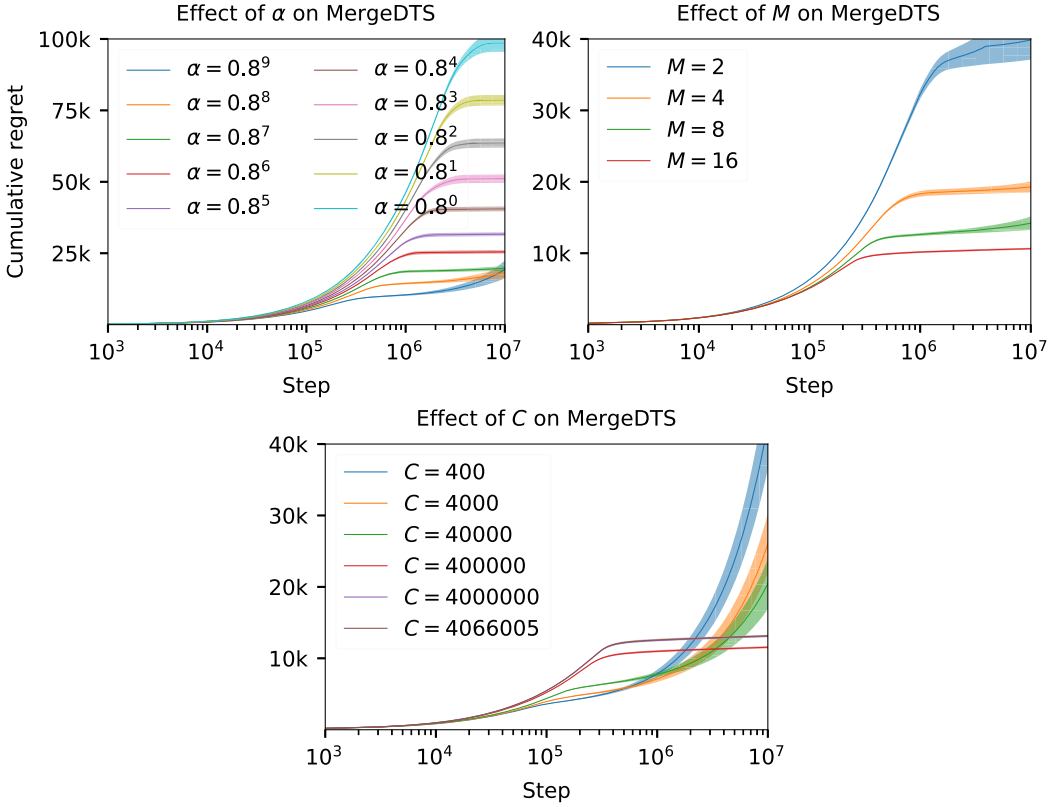 Effect of α on MergeDTS
100k
75k
50k
25k
Cumulative regret
α = 0.8⁹
α = 0.8⁸
α = 0.8⁷
α = 0.8⁶
α = 0.8⁵
α = 0.8⁴
α = 0.8³
α = 0.8²
α = 0.8¹
α = 0.8⁰
10³ 10⁴ 10⁵ 10⁶ 10⁷
Step
Effect of M on MergeDTS
40k
30k
20k
10k
M = 2
M = 4
M = 8
M = 16
10³ 10⁴ 10⁵ 10⁶ 10⁷
Step
Effect of C on MergeDTS
40k
30k
20k
10k
C = 400
C = 4000
C = 40000
C = 400000
C = 4000000
C = 4066005
10³ 10⁴ 10⁵ 10⁶ 10⁷
Step